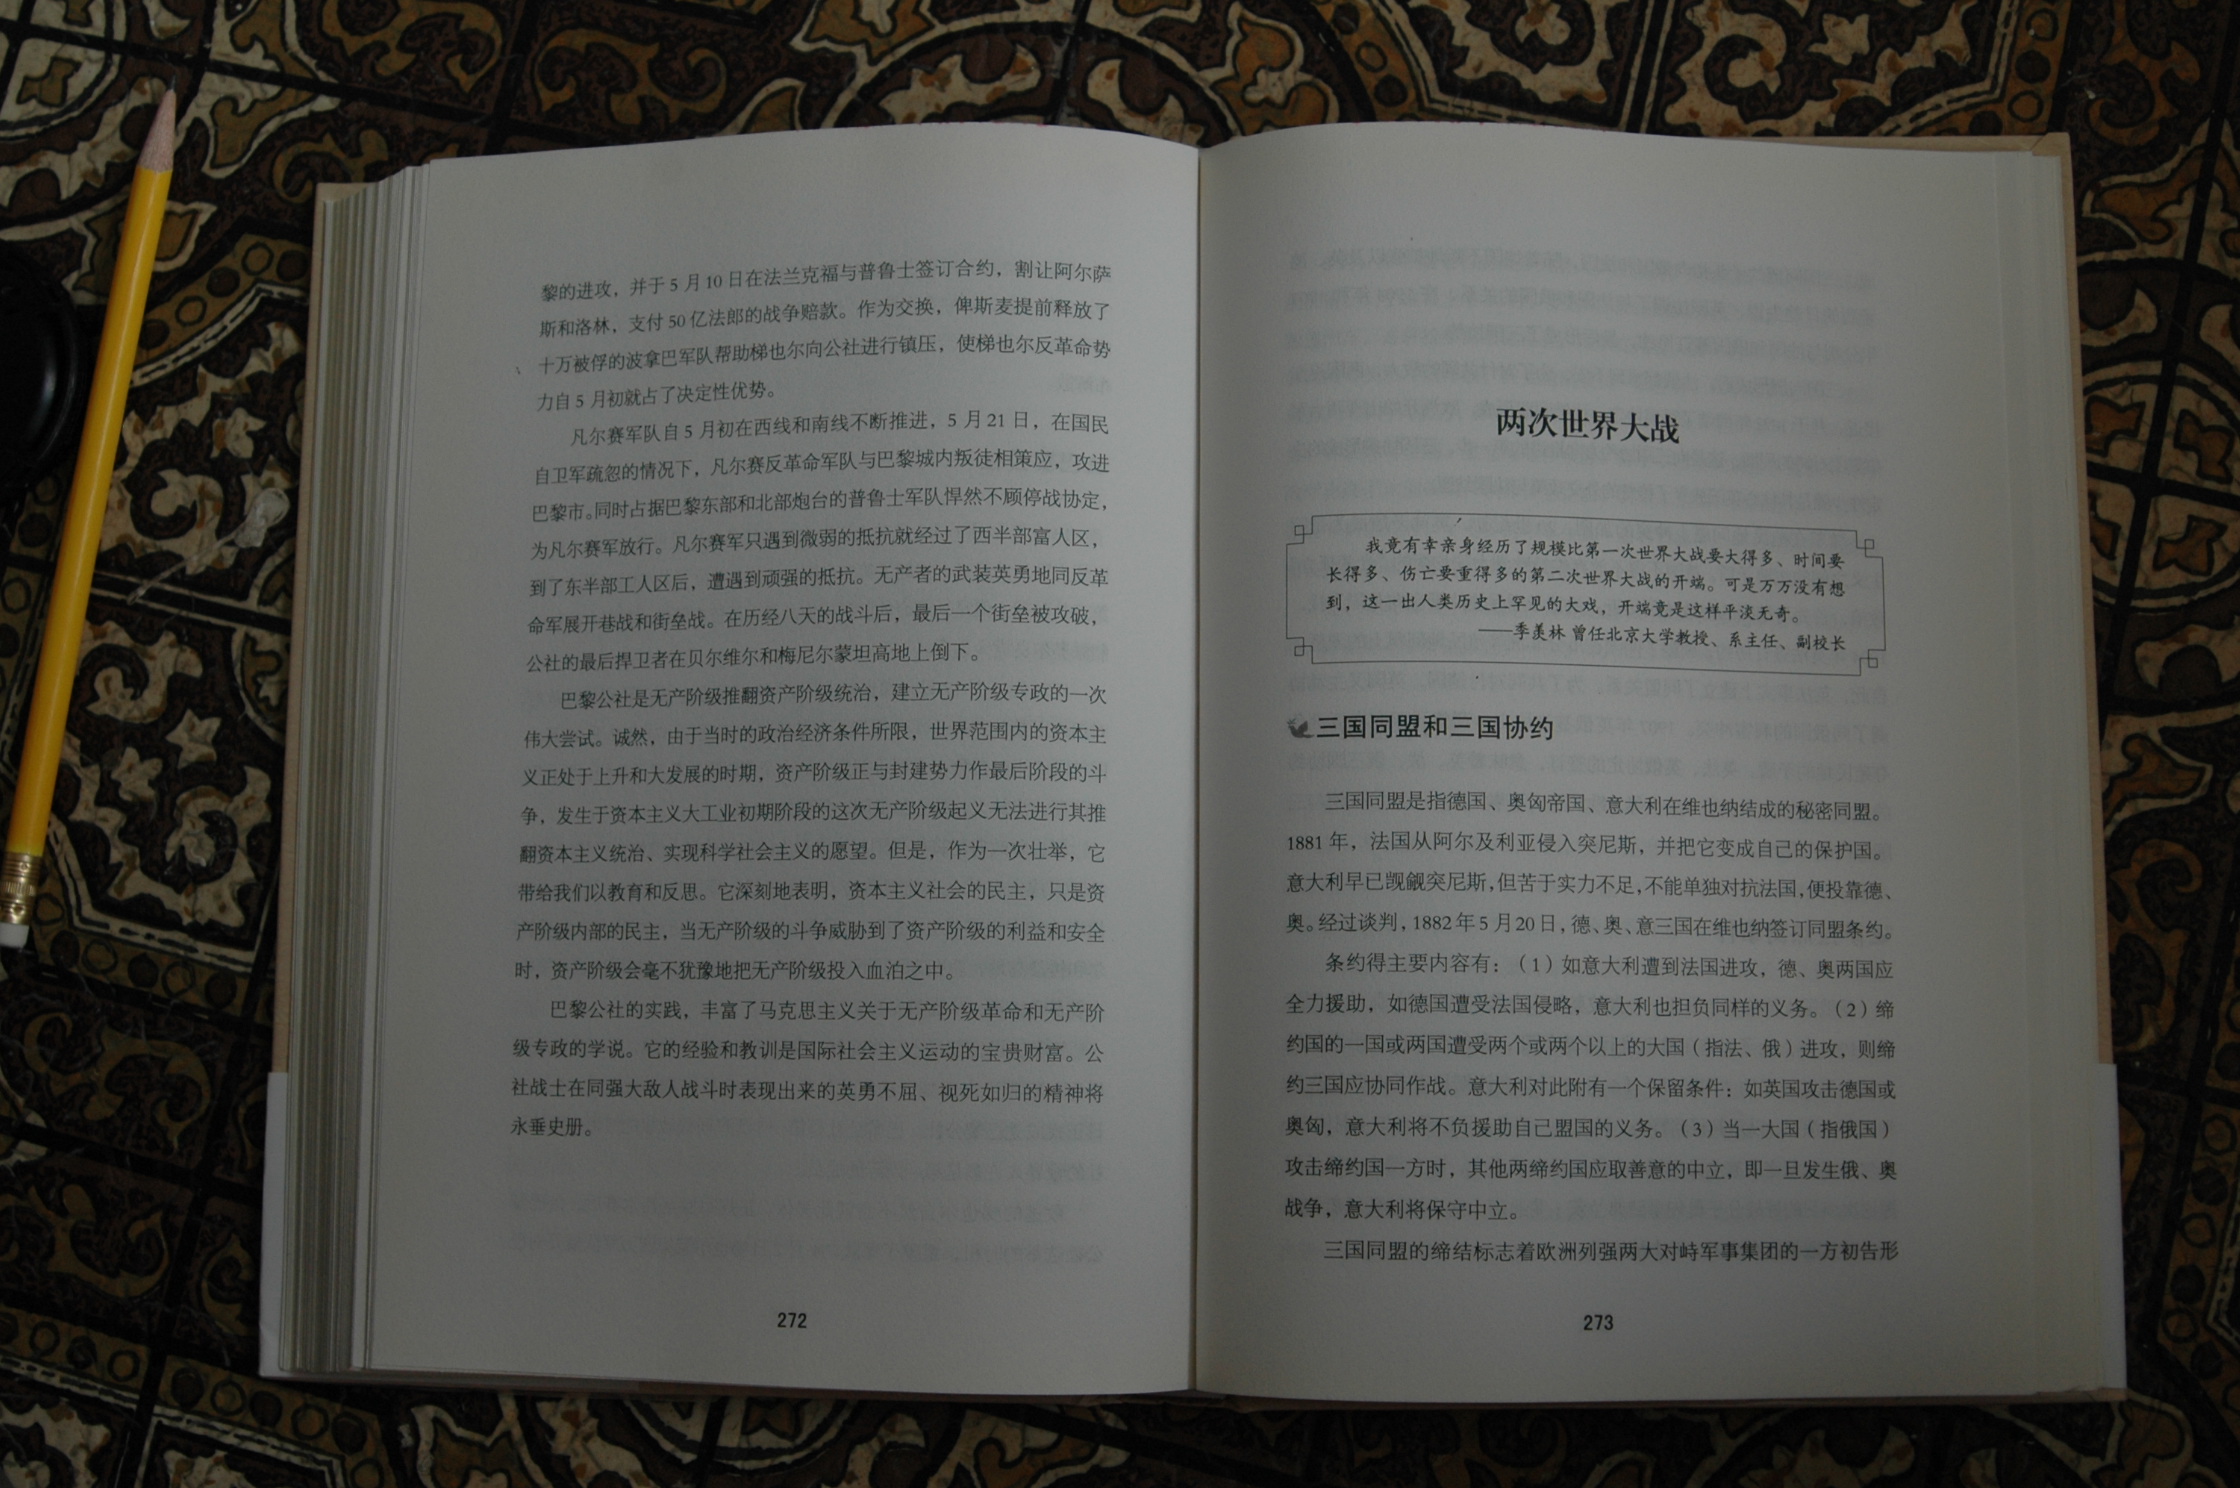 黎的进攻，并于 5 月 10 日在法兰克福与普鲁士签订合约，割让阿尔萨
斯和洛林，支付 50 亿法郎的战争赔款。作为交换，俾斯麦提前释放了
十万被俘的波拿巴军队帮助梯也尔向公社进行镇压，使梯也尔反革命势
力自 5 月初就占了决定性优势。
凡尔赛军队自 5 月初在西线和南线不断推进，5 月 21 日，在国民
自卫军疏忽的情况下，凡尔赛反革命军队与巴黎城内叛徒相策应，攻进
巴黎市。同时占据巴黎东部和北部炮台的普鲁士军队悍然不顾停战协定，
为凡尔赛军放行。凡尔赛军只遇到微弱的抵抗就经过了西半部富人区，
到了东半部工人区后，遭遇到顽强的抵抗。无产者的武装英勇地同反革
命军展开巷战和街垒战。在历经八天的战斗后，最后一个街垒被攻破，
公社的最后捍卫者在贝尔维尔和梅尼尔蒙坦高地上倒下。
巴黎公社是无产阶级推翻资产阶级统治，建立无产阶级专政的一次
伟大尝试。诚然，由于当时的政治经济条件所限，世界范围内的资本主
义正处于上升和大发展的时期，资产阶级正与封建势力作最后阶段的斗
争，发生于资本主义大工业初期阶段的这次无产阶级起义无法进行其推
翻资本主义统治、实现科学社会主义的愿望。但是，作为一次壮举，它
带给我们以教育和反思。它深刻地表明，资本主义社会的民主，只是资
产阶级内部的民主，当无产阶级的斗争威胁到了资产阶级的利益和安全
时，资产阶级会毫不犹豫地把无产阶级投入血泊之中。
巴黎公社的实践，丰富了马克思主义关于无产阶级革命和无产阶
级专政的学说。它的经验和教训是国际社会主义运动的宝贵财富。公
社战士在同强大敌人战斗时表现出来的英勇不屈、视死如归的精神将
永垂史册。
272
两次世界大战
我竟有幸亲身经历了规模比第一次世界大战要大得多、时间要
长得多、伤亡要重得多的第二次世界大战的开端。可是万万没有想
到，这一出人类历史上罕见的大戏，开端竟是这样平淡无奇。
——季羡林 曾任北京大学教授、系主任、副校长
三国同盟和三国协约
三国同盟是指德国、奥匈帝国、意大利在维也纳结成的秘密同盟。
1881 年，法国从阿尔及利亚侵入突尼斯，并把它变成自己的保护国。
意大利早已觊觎突尼斯，但苦于实力不足，不能单独对抗法国，便投靠德、
奥。经过谈判，1882 年 5 月 20 日，德、奥、意三国在维也纳签订同盟条约。
条约得主要内容有：（1）如意大利遭到法国进攻，德、奥两国应
全力援助，如德国遭受法国侵略，意大利也担负同样的义务。（2）缔
约国的一国或两国遭受两个或两个以上的大国（指法、俄）进攻，则缔
约三国应协同作战。意大利对此附有一个保留条件：如英国攻击德国或
奥匈，意大利将不负援助自己盟国的义务。（3）当一大国（指俄国）
攻击缔约国一方时，其他两缔约国应取善意的中立，即一旦发生俄、奥
战争，意大利将保守中立。
三国同盟的缔结标志着欧洲列强两大对峙军事集团的一方初告形
273